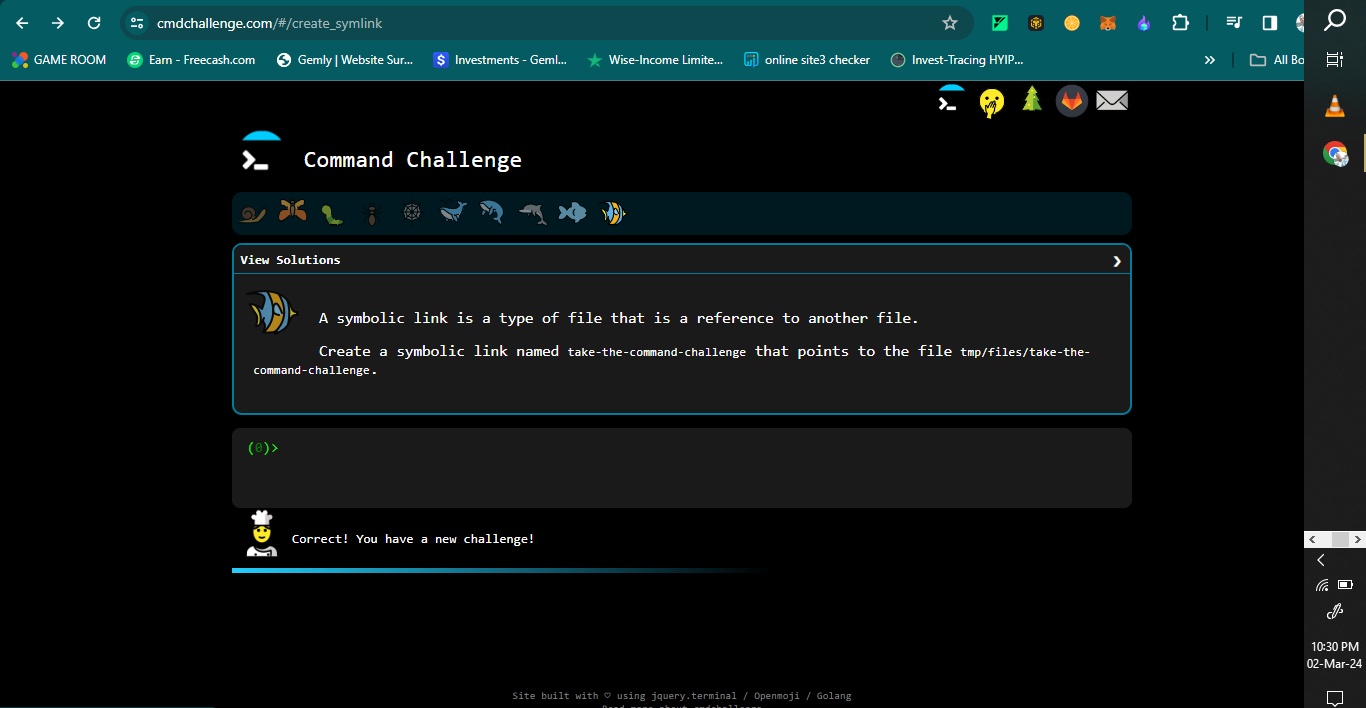 cmdchallenge.com/#/create_symlink
GAME ROOM
Earn - Freecash.com
Gemly | Website Sur...
Investments - Geml...
Wise-Income Limite...
online site3 checker
Invest-Tracing HYIP...
»
All Bo
Command Challenge
View Solutions
A symbolic link is a type of file that is a reference to another file.
Create a symbolic link named take-the-command-challenge that points to the file tmp/files/take-the-
command-challenge.
(0)>
Correct! You have a new challenge!
10:30 PM
02-Mar-24
Site built with ♡ using jquery.terminal / Openmoji / Golang
Read more about cmdchallenge